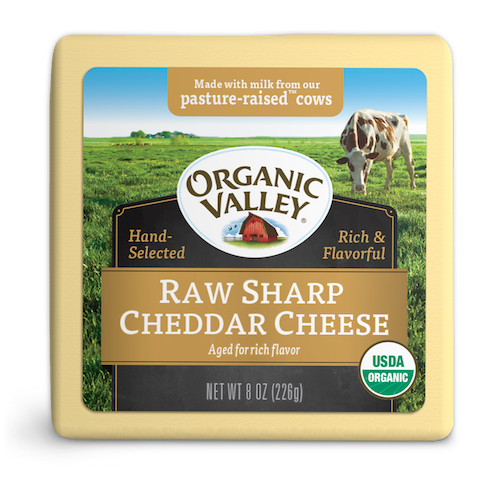 Made with milk from our
pasture-raised™ cows
ORGANIC
VALLEY®
Hand-
Selected
Rich &
Flavorful
RAW SHARP
CHEDDAR CHEESE
Aged for rich flavor
USDA
ORGANIC
NET WT 8 OZ (226g)